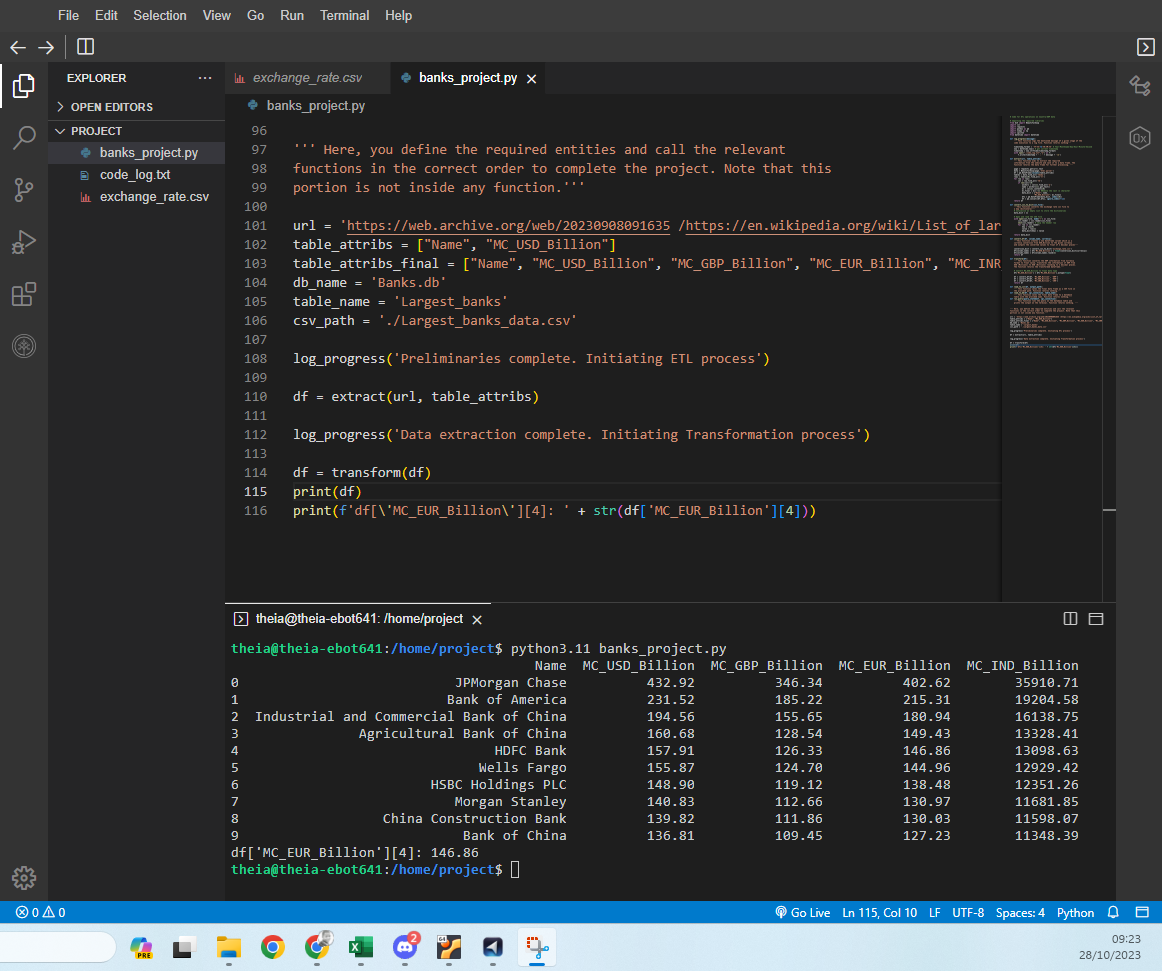 File Edit Selection View Go Run Terminal Help
EXPLORER
OPEN EDITORS
PROJECT
banks_project.py
code_log.txt
exchange_rate.csv
exchange_rate.csv banks_project.py
banks_project.py
96
97 ''' Here, you define the required entities and call the relevant
98 functions in the correct order to complete the project. Note that this
99 portion is not inside any function.'''
100
101 url = 'https://web.archive.org/web/20230908091635 /https://en.wikipedia.org/wiki/List_of_lar
102 table_attribs = ["Name", "MC_USD_Billion"]
103 table_attribs_final = ["Name", "MC_USD_Billion", "MC_GBP_Billion", "MC_EUR_Billion", "MC_INR
104 db_name = 'Banks.db'
105 table_name = 'Largest_banks'
106 csv_path = './Largest_banks_data.csv'
107
108 log_progress('Preliminaries complete. Initiating ETL process')
109
110 df = extract(url, table_attribs)
111
112 log_progress('Data extraction complete. Initiating Transformation process')
113
114 df = transform(df)
115 print(df)
116 print(f'df[\'MC_EUR_Billion\'][4]: ' + str(df['MC_EUR_Billion'][4]))
theia@theia-ebot641: /home/project
theia@theia-ebot641:/home/project$ python3.11 banks_project.py
Name MC_USD_Billion MC_GBP_Billion MC_EUR_Billion MC_IND_Billion
0 JPMorgan Chase 432.92 346.34 402.62 35910.71
1 Bank of America 231.52 185.22 215.31 19204.58
2 Industrial and Commercial Bank of China 194.56 155.65 180.94 16138.75
3 Agricultural Bank of China 160.68 128.54 149.43 13328.41
4 HDFC Bank 157.91 126.33 146.86 13098.63
5 Wells Fargo 155.87 124.70 144.96 12929.42
6 HSBC Holdings PLC 148.90 119.12 138.48 12351.26
7 Morgan Stanley 140.83 112.66 130.97 11681.85
8 China Construction Bank 139.82 111.86 130.03 11598.07
9 Bank of China 136.81 109.45 127.23 11348.39
df['MC_EUR_Billion'][4]: 146.86
theia@theia-ebot641:/home/project$
0 0 Go Live Ln 115, Col 10 LF UTF-8 Spaces: 4 Python
PRE 2 64
09:23
28/10/2023